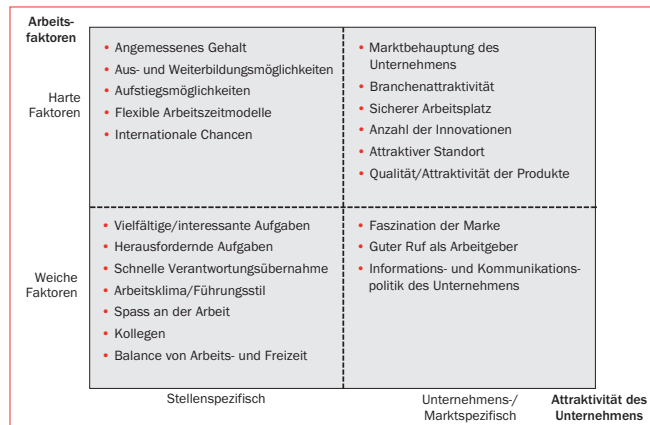 Arbeits-
faktoren
Harte
Faktoren
• Angemessenes Gehalt
• Aus- und Weiterbildungsmöglichkeiten
• Aufstiegsmöglichkeiten
• Flexible Arbeitszeitmodelle
• Internationale Chancen
• Marktbehauptung des
Unternehmens
• Branchenattraktivität
• Sicherer Arbeitsplatz
• Anzahl der Innovationen
• Attraktiver Standort
• Qualität/Attraktivität der Produkte
Weiche
Faktoren
• Vielfältige/interessante Aufgaben
• Herausfordernde Aufgaben
• Schnelle Verantwortungsübernahme
• Arbeitsklima/Führungsstil
• Spass an der Arbeit
• Kollegen
• Balance von Arbeits- und Freizeit
• Faszination der Marke
• Guter Ruf als Arbeitgeber
• Informations- und Kommunikations-
politik des Unternehmens
Stellenspezifisch
Unternehmens-/
Marktspezifisch
Attraktivität des
Unternehmens